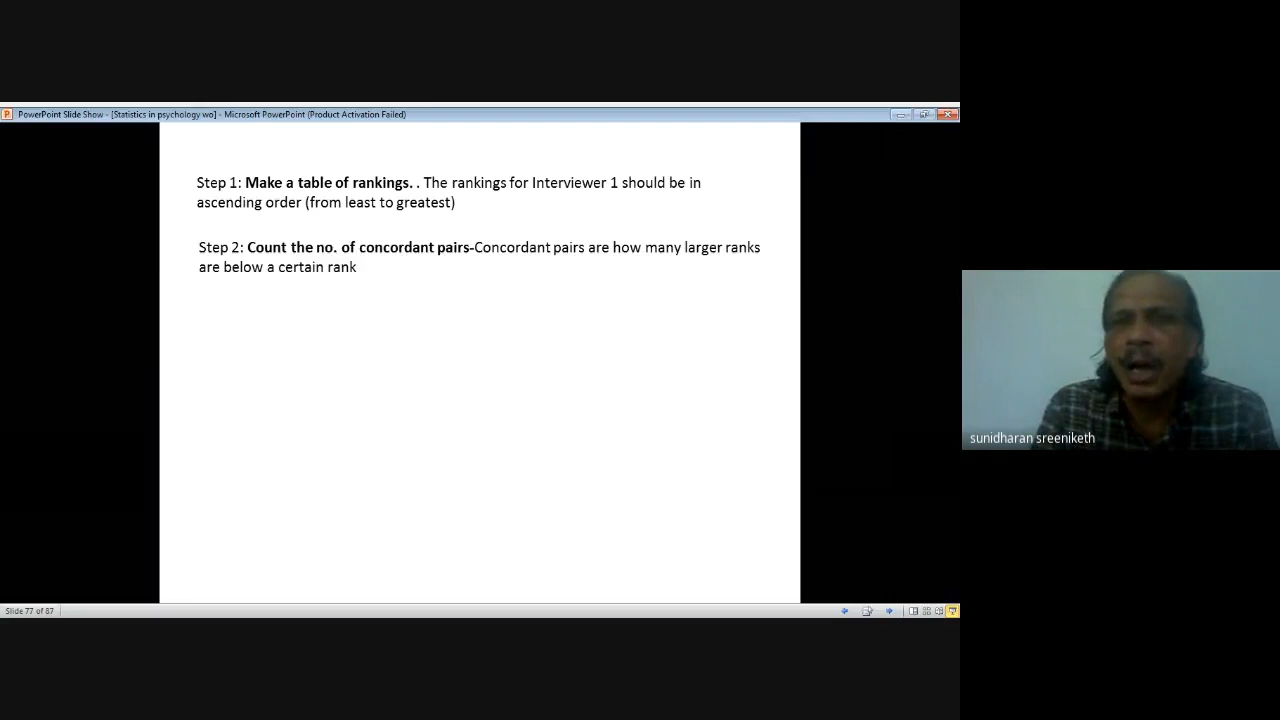 PowerPoint Slide Show - [Statistics in psychology wo] - Microsoft PowerPoint (Product Activation Failed)
Step 1: Make a table of rankings. . The rankings for Interviewer 1 should be in
ascending order (from least to greatest)
Step 2: Count the no. of concordant pairs-Concordant pairs are how many larger ranks
are below a certain rank
sunidharan sreeniketh
Slide 77 of 87